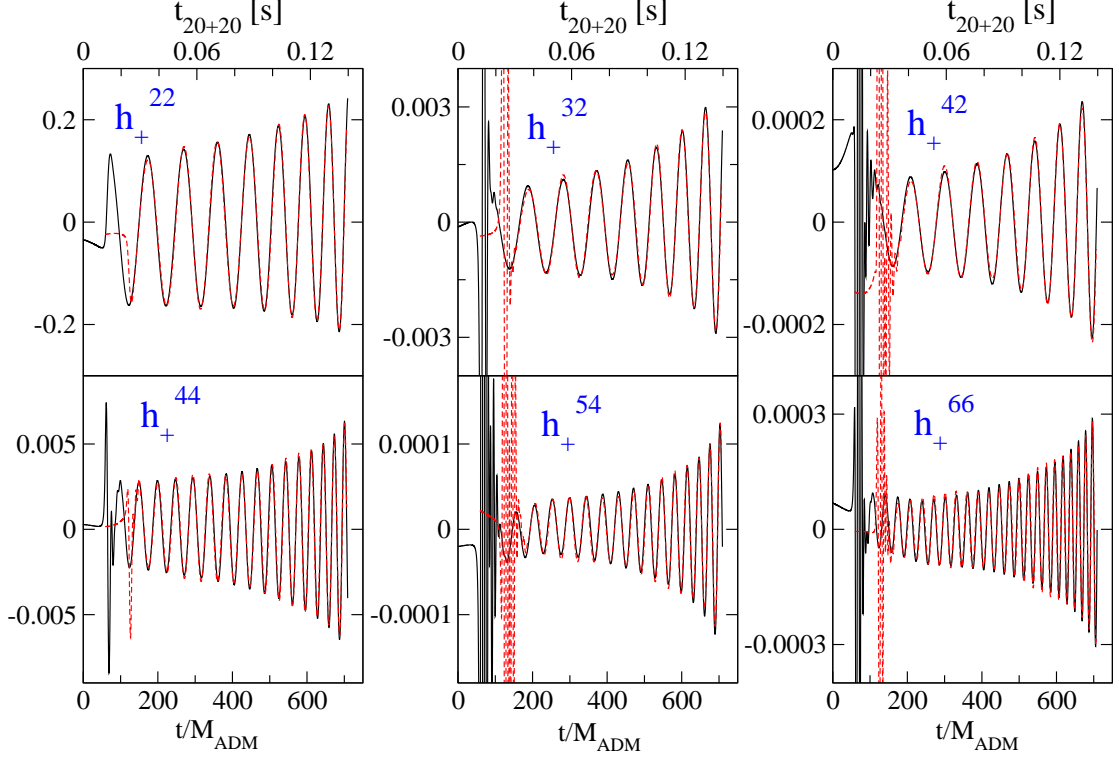 t20+20 [s] t20+20 [s] t20+20 [s]
0 0.06 0.12 0 0.06 0.12 0 0.06 0.12
0.2 h+22 0.003 h+32 0.0002 h+42
0 0 0
-0.2 -0.003 -0.0002
0.005 h+44 0.0001 h+54 0.0003 h+66
0 0 0
-0.005 -0.0001 -0.0003
0 200 400 600 0 200 400 600 0 200 400 600
t/MADM t/MADM t/MADM